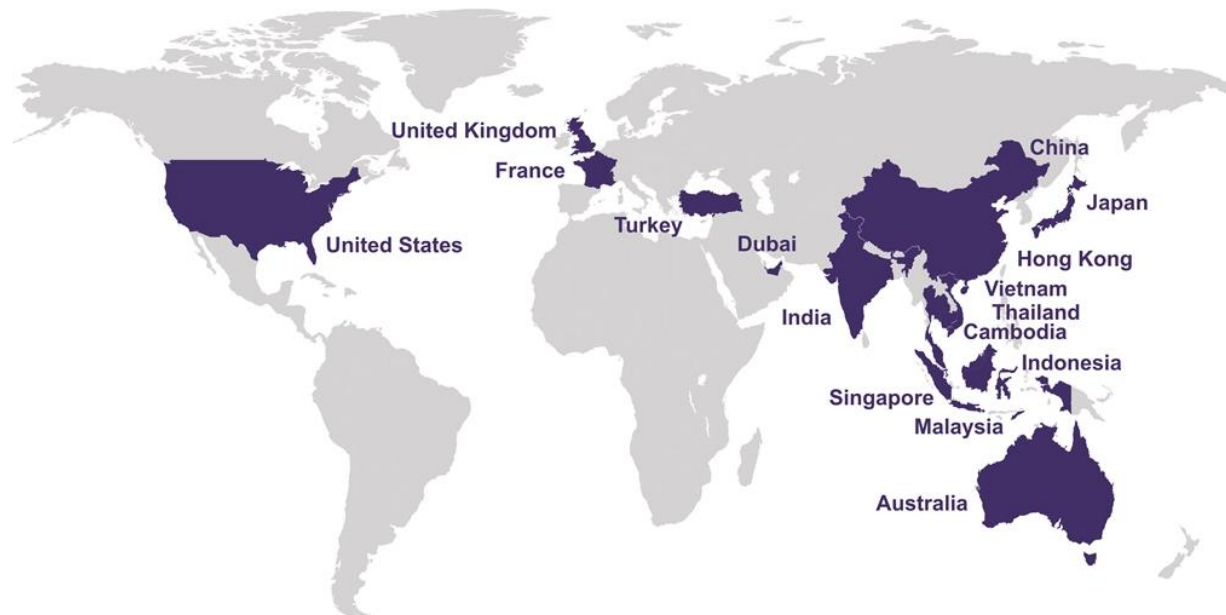 United Kingdom
China
France
Japan
Turkey
Dubai
United States
Hong Kong
Vietnam
India
Thailand
Cambodia
Indonesia
Singapore
Malaysia
Australia